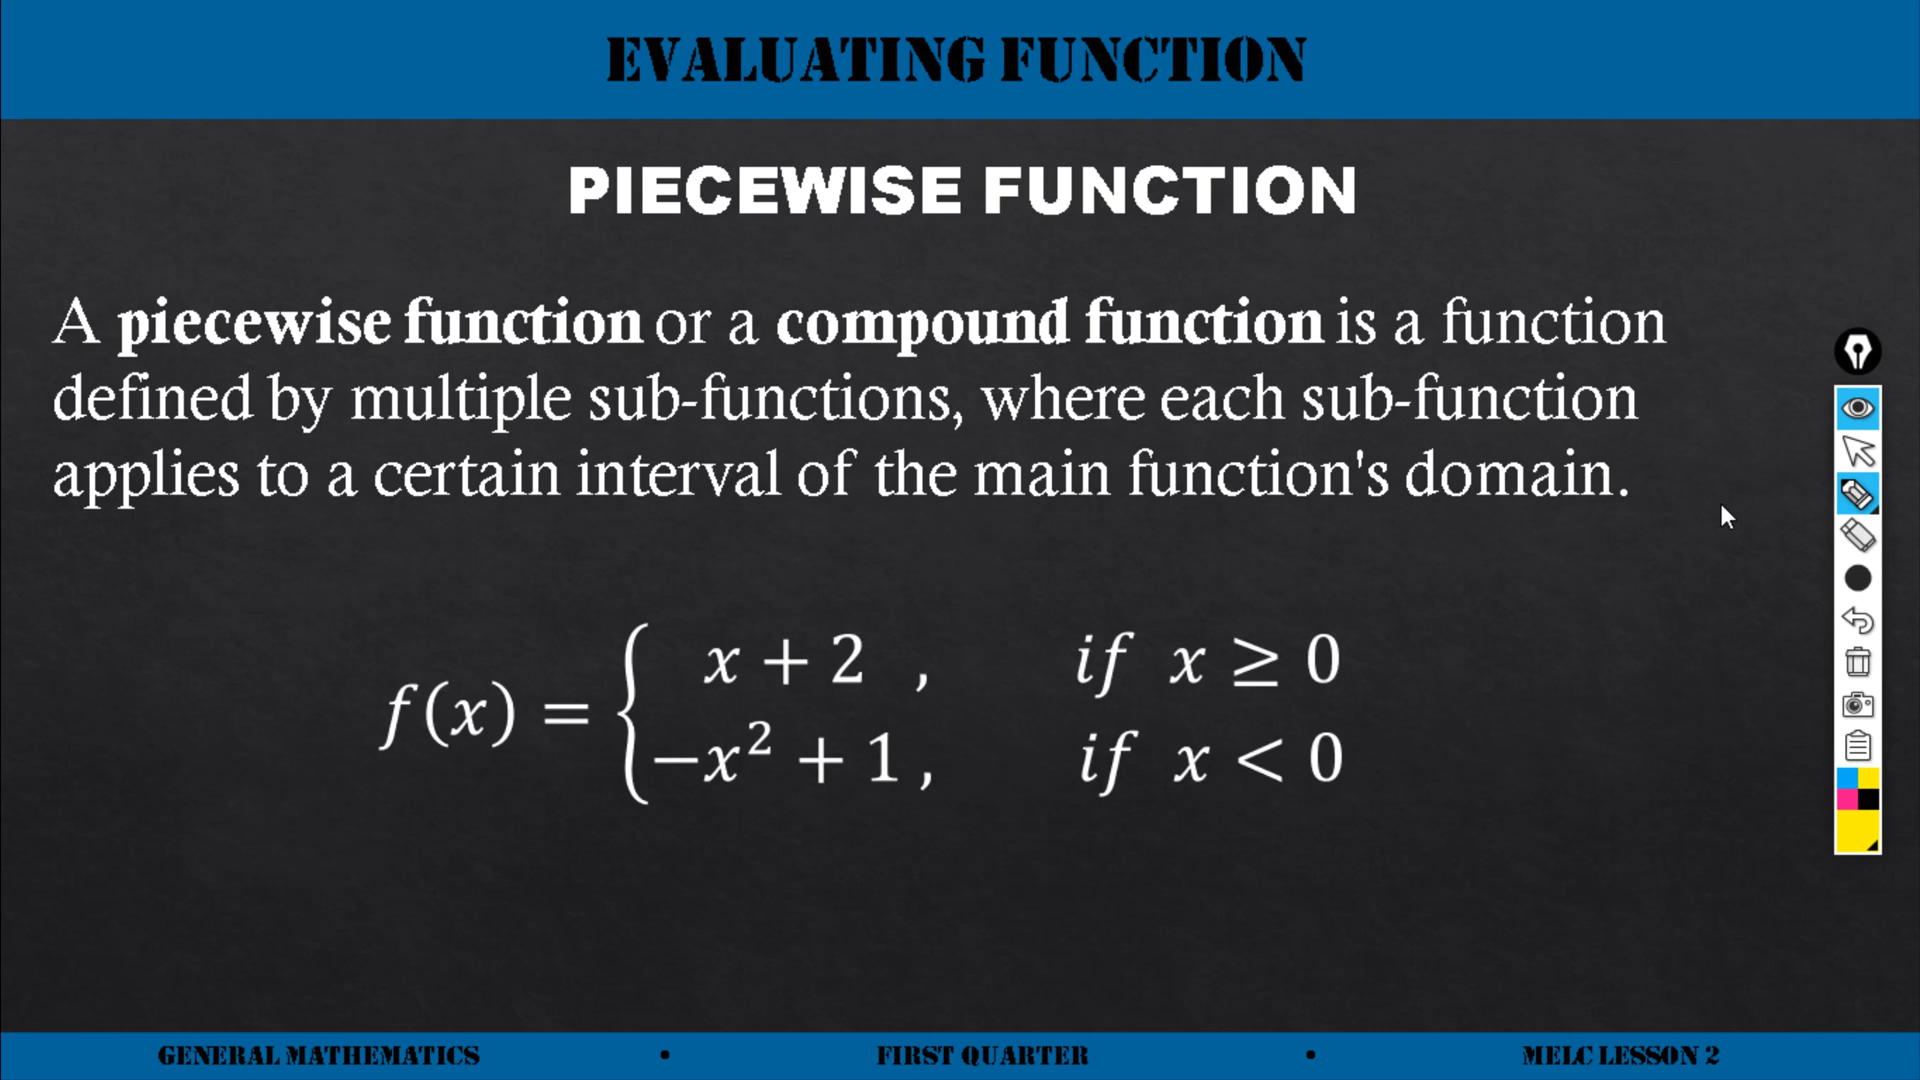 EVALUATING FUNCTION
PIECEWISE FUNCTION
A piecewise function or a compound function is a function
defined by multiple sub-functions, where each sub-function
applies to a certain interval of the main function's domain.
f(x) = { x + 2 , if x ≥ 0
−x² + 1 , if x < 0
GENERAL MATHEMATICS • FIRST QUARTER • MELC LESSON 2